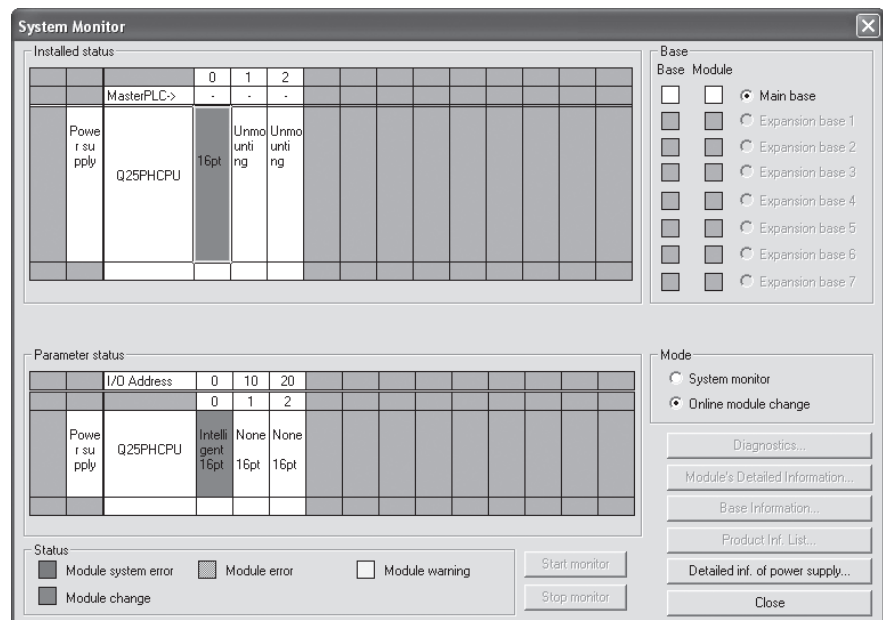 System Monitor
Installed status
0 1 2
MasterPLC-> - - -
Powe
r su
pply
Q25PHCPU
16pt
Unmo
unti
ng
Unmo
unti
ng
Base
Base Module
Main base
Expansion base 1
Expansion base 2
Expansion base 3
Expansion base 4
Expansion base 5
Expansion base 6
Expansion base 7
Parameter status
I/O Address 0 10 20
0 1 2
Powe
r su
pply
Q25PHCPU
Intelli
gent
16pt
None
16pt
None
16pt
Mode
System monitor
Online module change
Diagnostics...
Module's Detailed Information...
Base Information...
Product Inf. List...
Detailed inf. of power supply...
Close
Status
Module system error
Module error
Module warning
Module change
Start monitor
Stop monitor